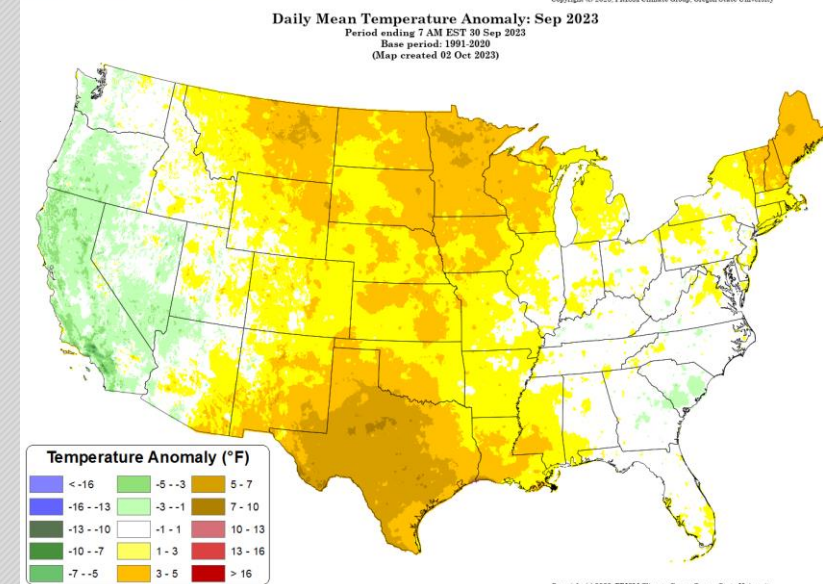 Daily Mean Temperature Anomaly: Sep 2023
Period ending 7 AM EST 30 Sep 2023
Base period: 1991-2020
(Map created 02 Oct 2023)
Temperature Anomaly (°F)
< -16
-16 - -13
-13 - -10
-10 - -7
-7 - -5
-5 - -3
-3 - -1
-1 - 1
1 - 3
3 - 5
5 - 7
7 - 10
10 - 13
13 - 16
> 16